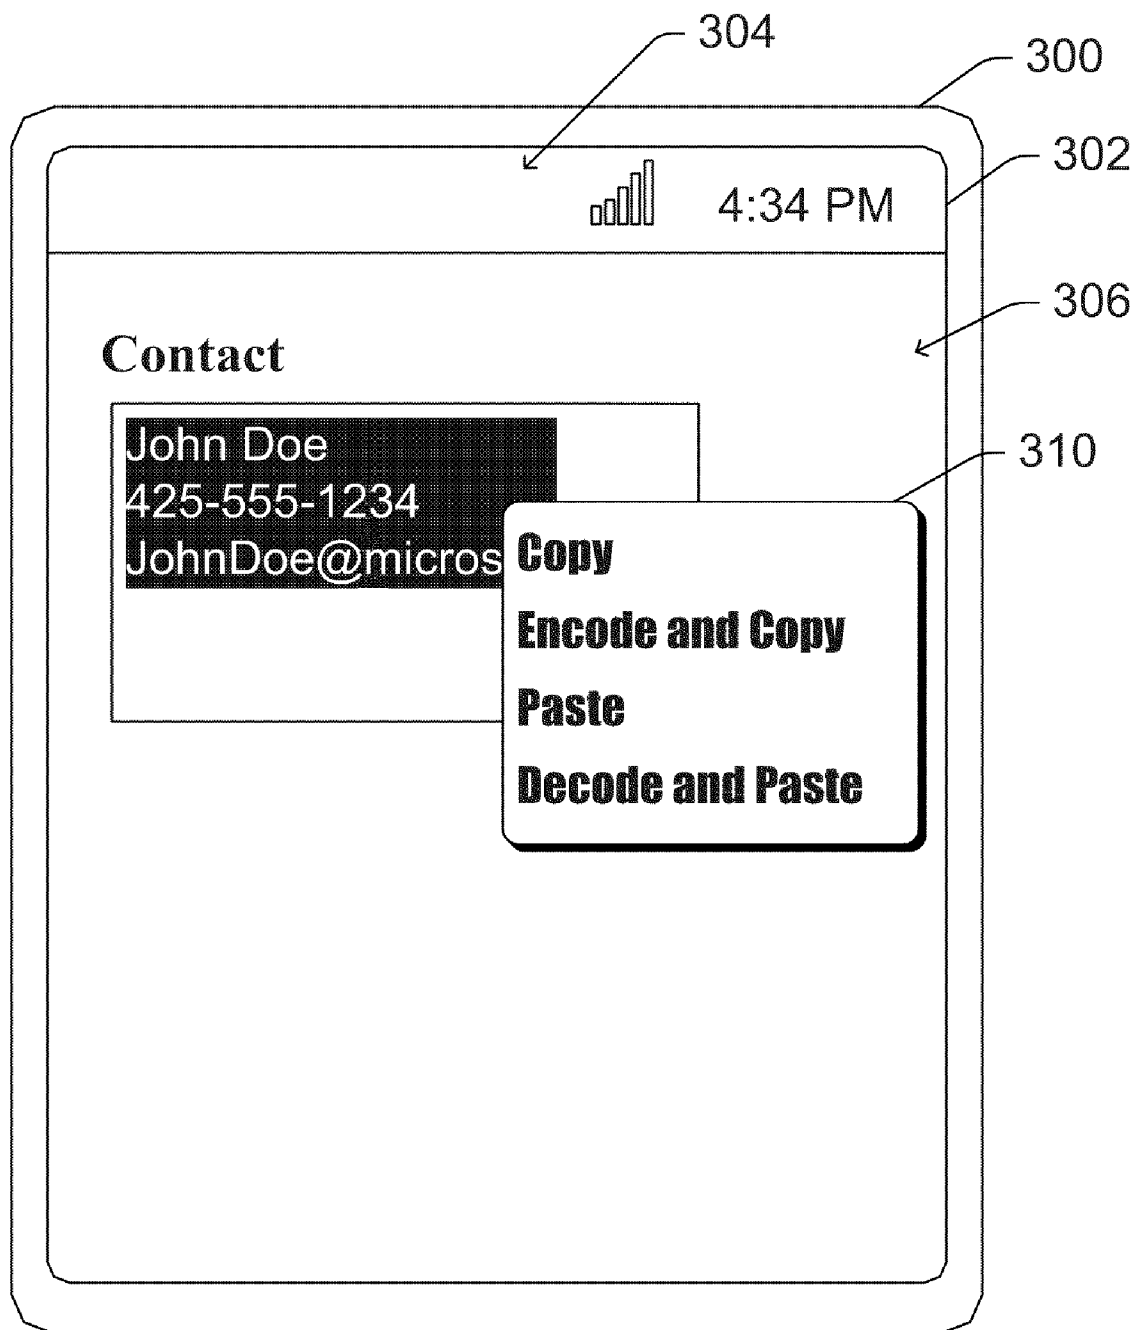 304
300
302
4:34 PM
306
Contact
John Doe
310
425-555-1234
JohnDoe@micros
Copy
Encode and Copy
Paste
Decode and Paste